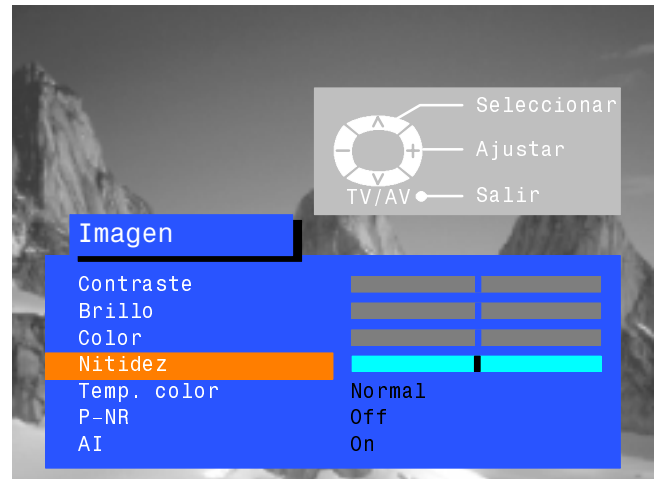 Seleccionar
Ajustar
TV/AV Salir
Imagen
Contraste
Brillo
Color
Nitidez
Temp. color Normal
P-NR Off
AI On